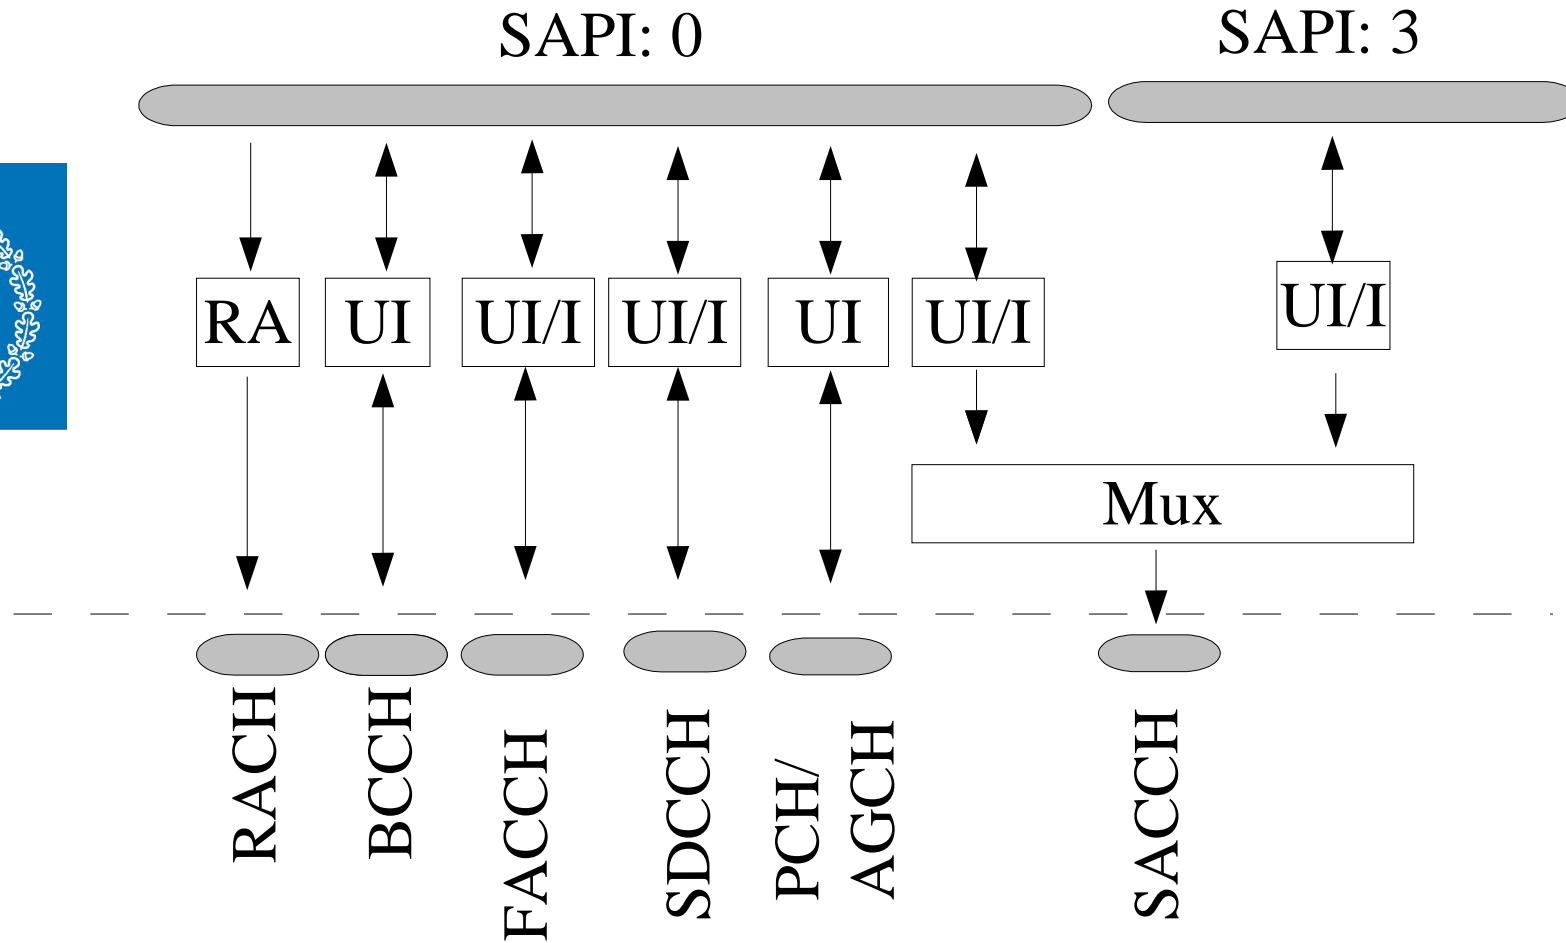 SAPI: 0
SAPI: 3
RA
UI
UI/I
UI/I
UI
UI/I
UI/I
Mux
RACH
BCCH
FACCH
SDCCH
PCH/
AGCH
SACCH